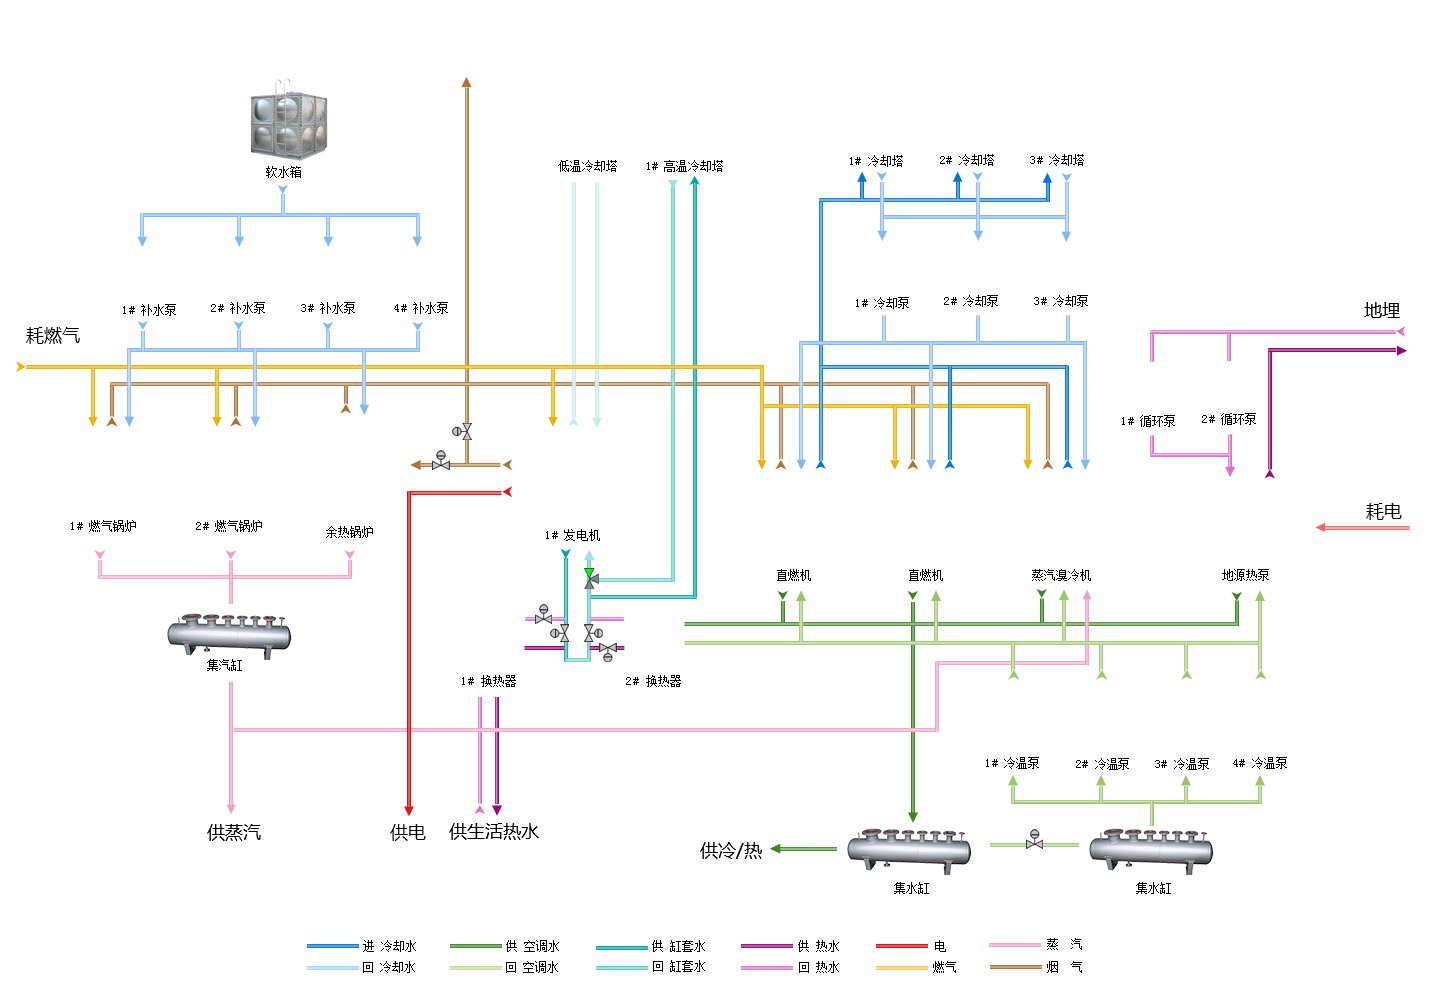 低温冷却塔
1# 高温冷却塔
1# 冷却塔
2# 冷却塔
3# 冷却塔
软水箱
1# 补水泵
2# 补水泵
3# 补水泵
4# 补水泵
1# 冷却泵
2# 冷却泵
3# 冷却泵
地埋
耗燃气
1# 循环泵
2# 循环泵
耗电
1# 燃气锅炉
2# 燃气锅炉
余热锅炉
1# 发电机
直燃机
直燃机
蒸汽溴冷机
地源热泵
集汽缸
1# 换热器
2# 换热器
1# 冷温泵
2# 冷温泵
3# 冷温泵
4# 冷温泵
供蒸汽
供电
供生活热水
供冷/热
集水缸
集水缸
进 冷却水
供 空调水
供 缸套水
供 热水
电
蒸 汽
回 冷却水
回 空调水
回 缸套水
回 热水
燃气
烟 气